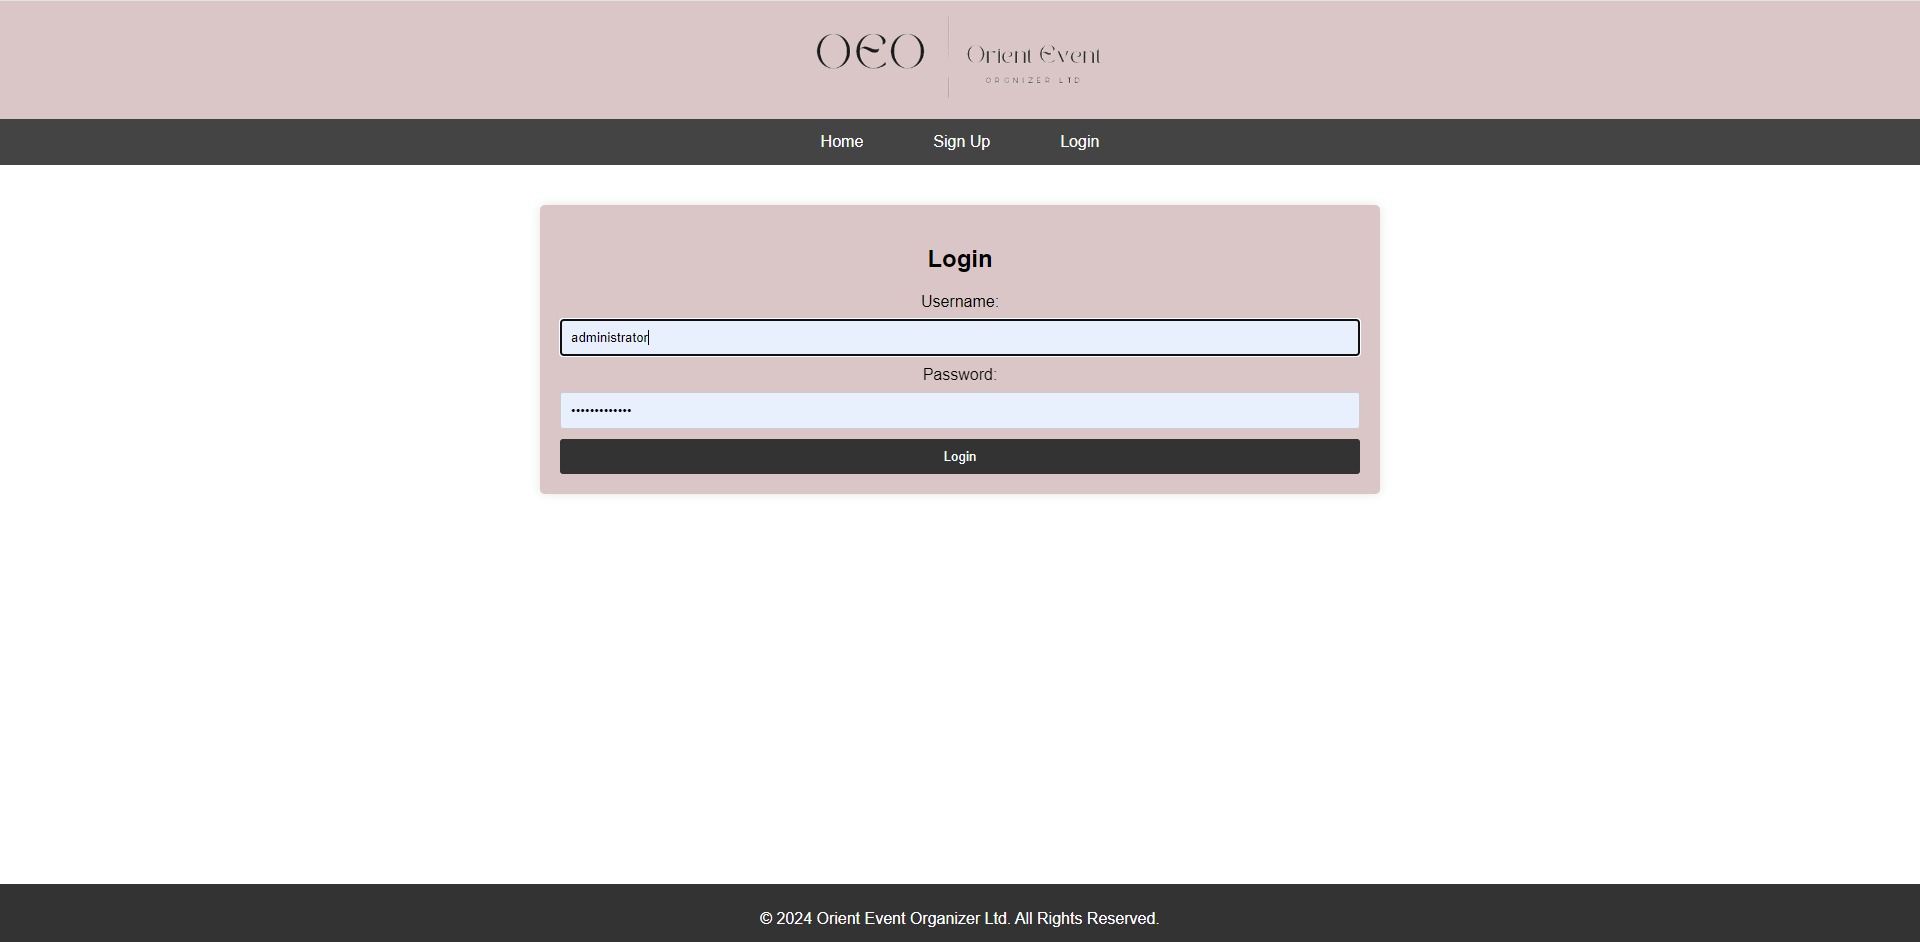 OEO
Orient Event
ORGNIZER LTD
Home Sign Up Login
Login
Username:
administrator
Password:
•••••••••••••
Login
© 2024 Orient Event Organizer Ltd. All Rights Reserved.